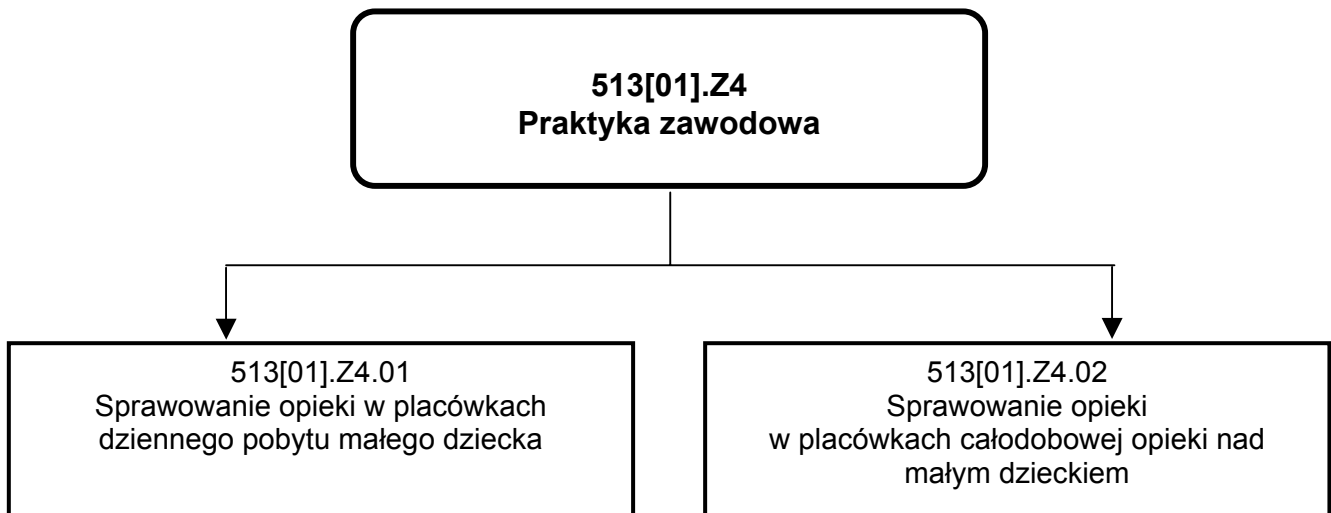 513[01].Z4
Praktyka zawodowa
513[01].Z4.01
Sprawowanie opieki w placówkach
dziennego pobytu małego dziecka
513[01].Z4.02
Sprawowanie opieki
w placówkach całodobowej opieki nad
małym dzieckiem